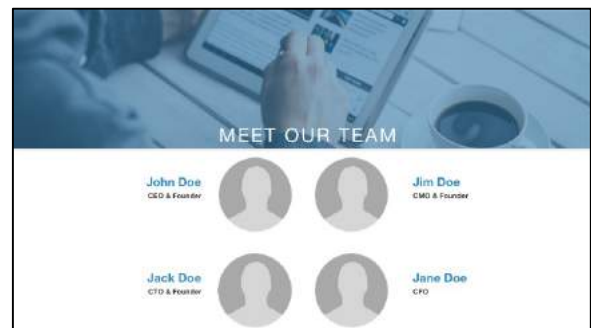 MEET OUR TEAM
John Doe
CEO & Founder
Jim Doe
CMO & Founder
Jack Doe
CTO & Founder
Jane Doe
CFO